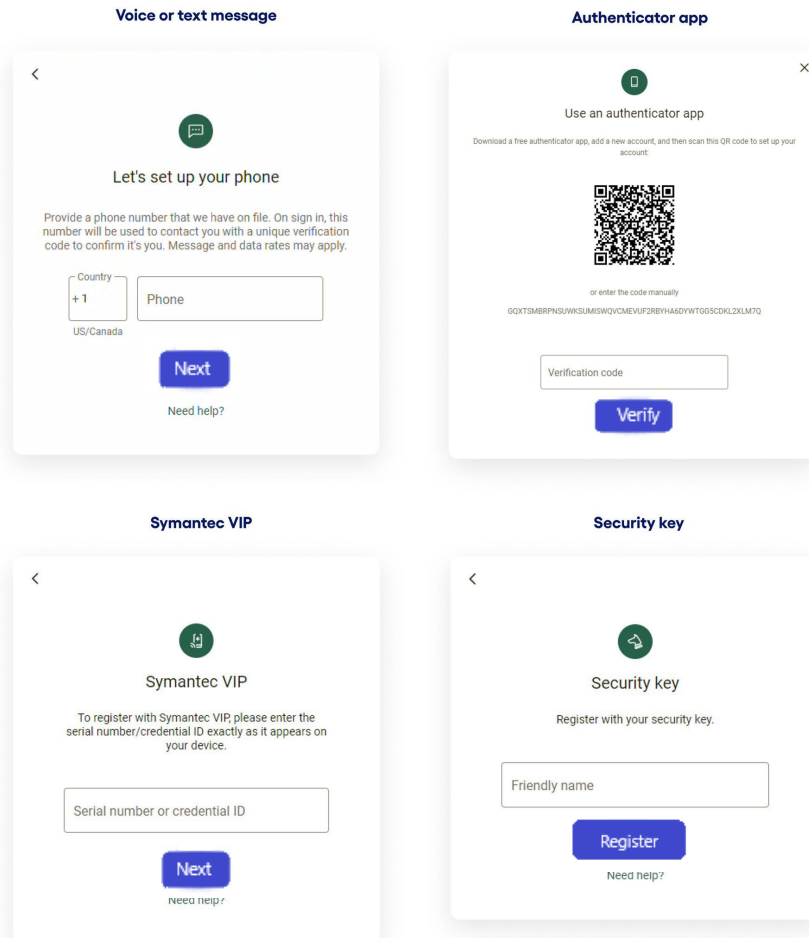 Voice or text message
Let's set up your phone
Provide a phone number that we have on file. On sign in, this
number will be used to contact you with a unique verification
code to confirm it's you. Message and data rates may apply.
Country
+ 1
Phone
US/Canada
Next
Need help?
Authenticator app
Use an authenticator app
Download a free authenticator app, add a new account, and then scan this QR code to set up your
account:
or enter the code manually
GQXTSMBRPNSUWKSUMISWQVCMEVUF2RBYHA6DYWTGG5CDKL2XLM7Q
Verification code
Verify
Symantec VIP
Symantec VIP
To register with Symantec VIP, please enter the
serial number/credential ID exactly as it appears on
your device.
Serial number or credential ID
Next
Need help?
Security key
Security key
Register with your security key.
Friendly name
Register
Need help?